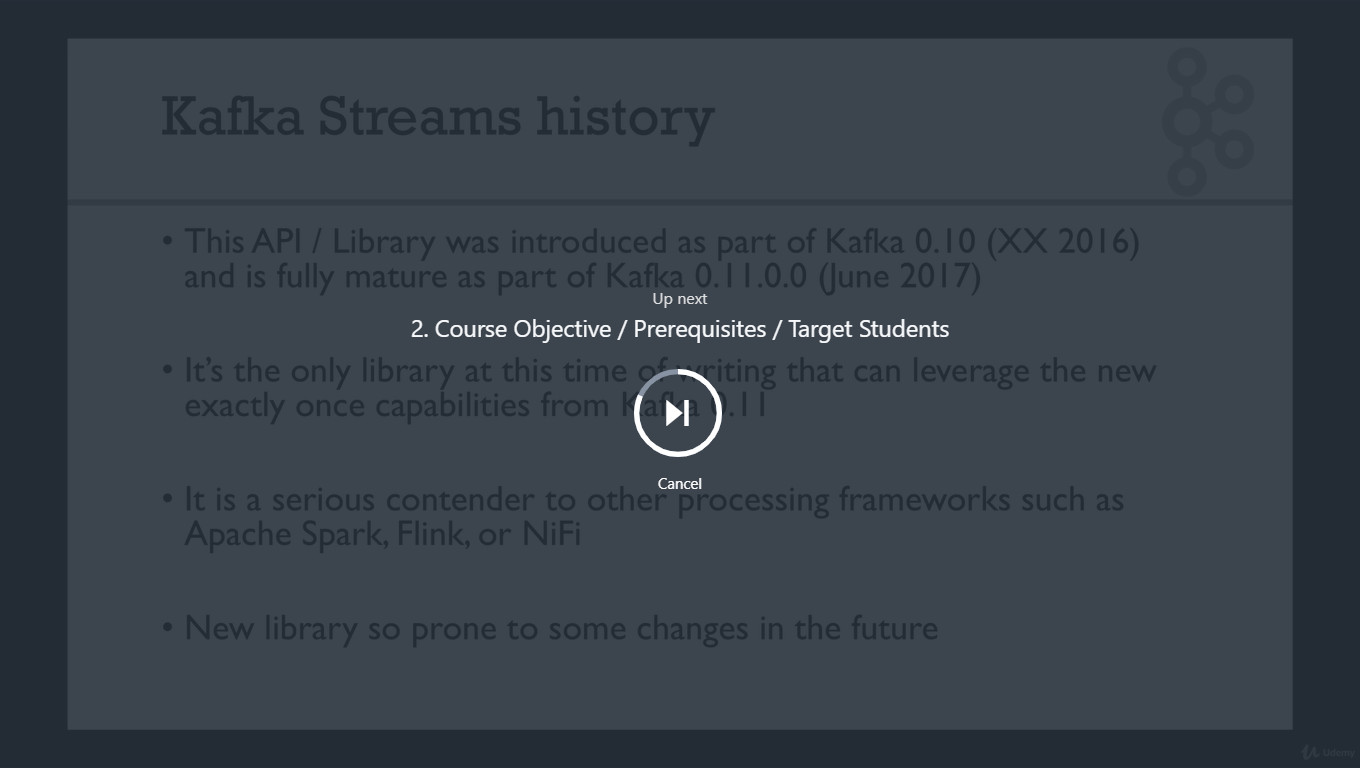 Kafka Streams history
• This API / Library was introduced as part of Kafka 0.10 (XX 2016)
and is fully mature as part of Kafka 0.11.0.0 (June 2017)
Up next
2. Course Objective / Prerequisites / Target Students
• It's the only library at this time of writing that can leverage the new
exactly once capabilities from Kafka 0.11
Cancel
• It is a serious contender to other processing frameworks such as
Apache Spark, Flink, or NiFi
• New library so prone to some changes in the future
Udemy